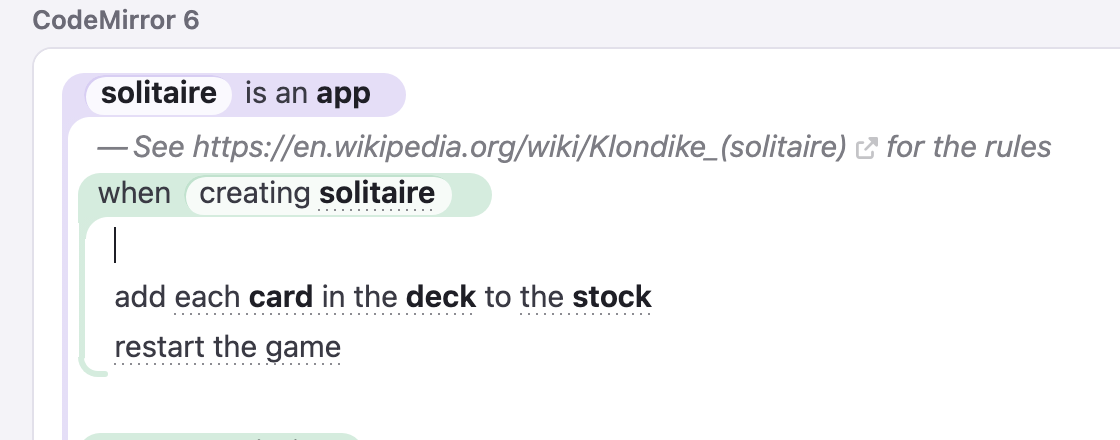 CodeMirror 6
solitaire is an app
— See https://en.wikipedia.org/wiki/Klondike_(solitaire) for the rules
when creating solitaire
add each card in the deck to the stock
restart the game